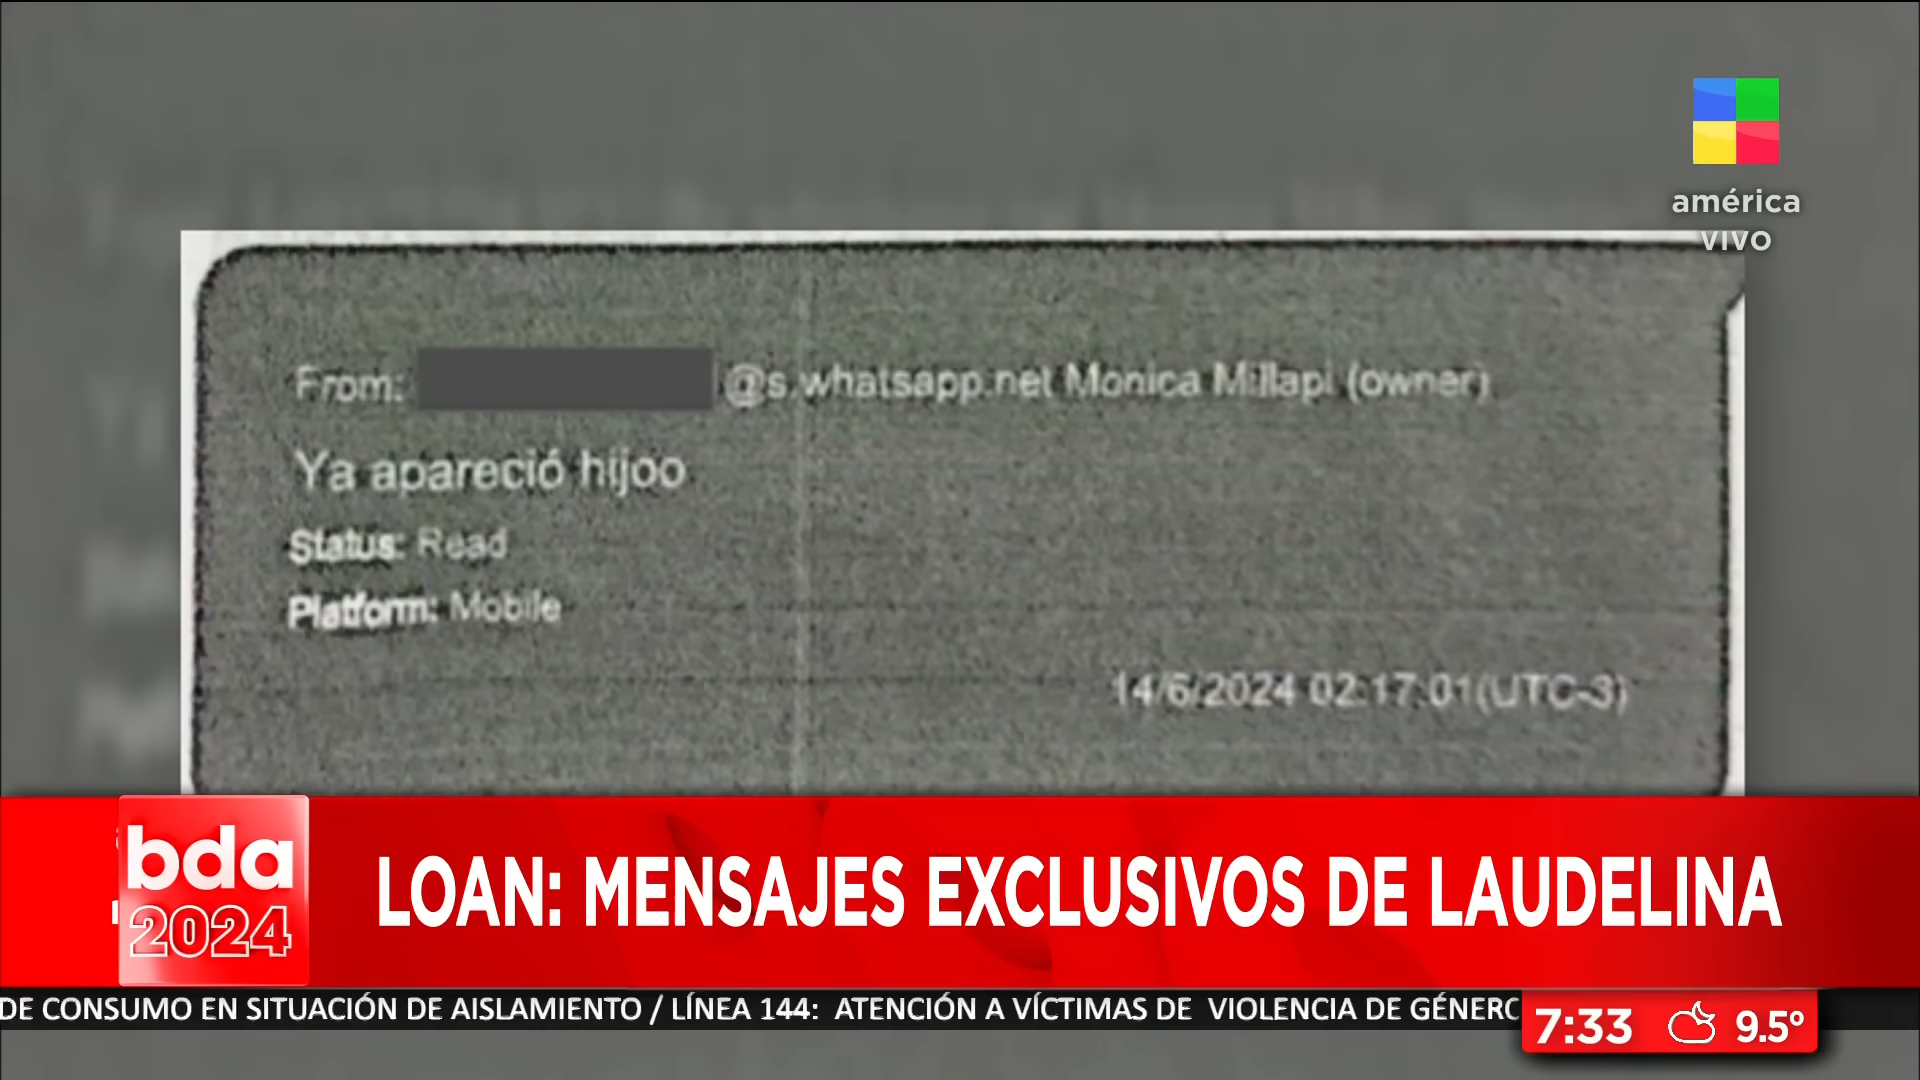 américa
VIVO
From: @s.whatsapp.net Monica Millapi (owner)
Ya apareció hijoo
Status: Read
Platform: Mobile
14/6/2024 02:17:01(UTC-3)
bda
2024
LOAN: MENSAJES EXCLUSIVOS DE LAUDELINA
DE CONSUMO EN SITUACIÓN DE AISLAMIENTO / LÍNEA 144: ATENCIÓN A VÍCTIMAS DE VIOLENCIA DE GÉNERO
7:33 9.5º